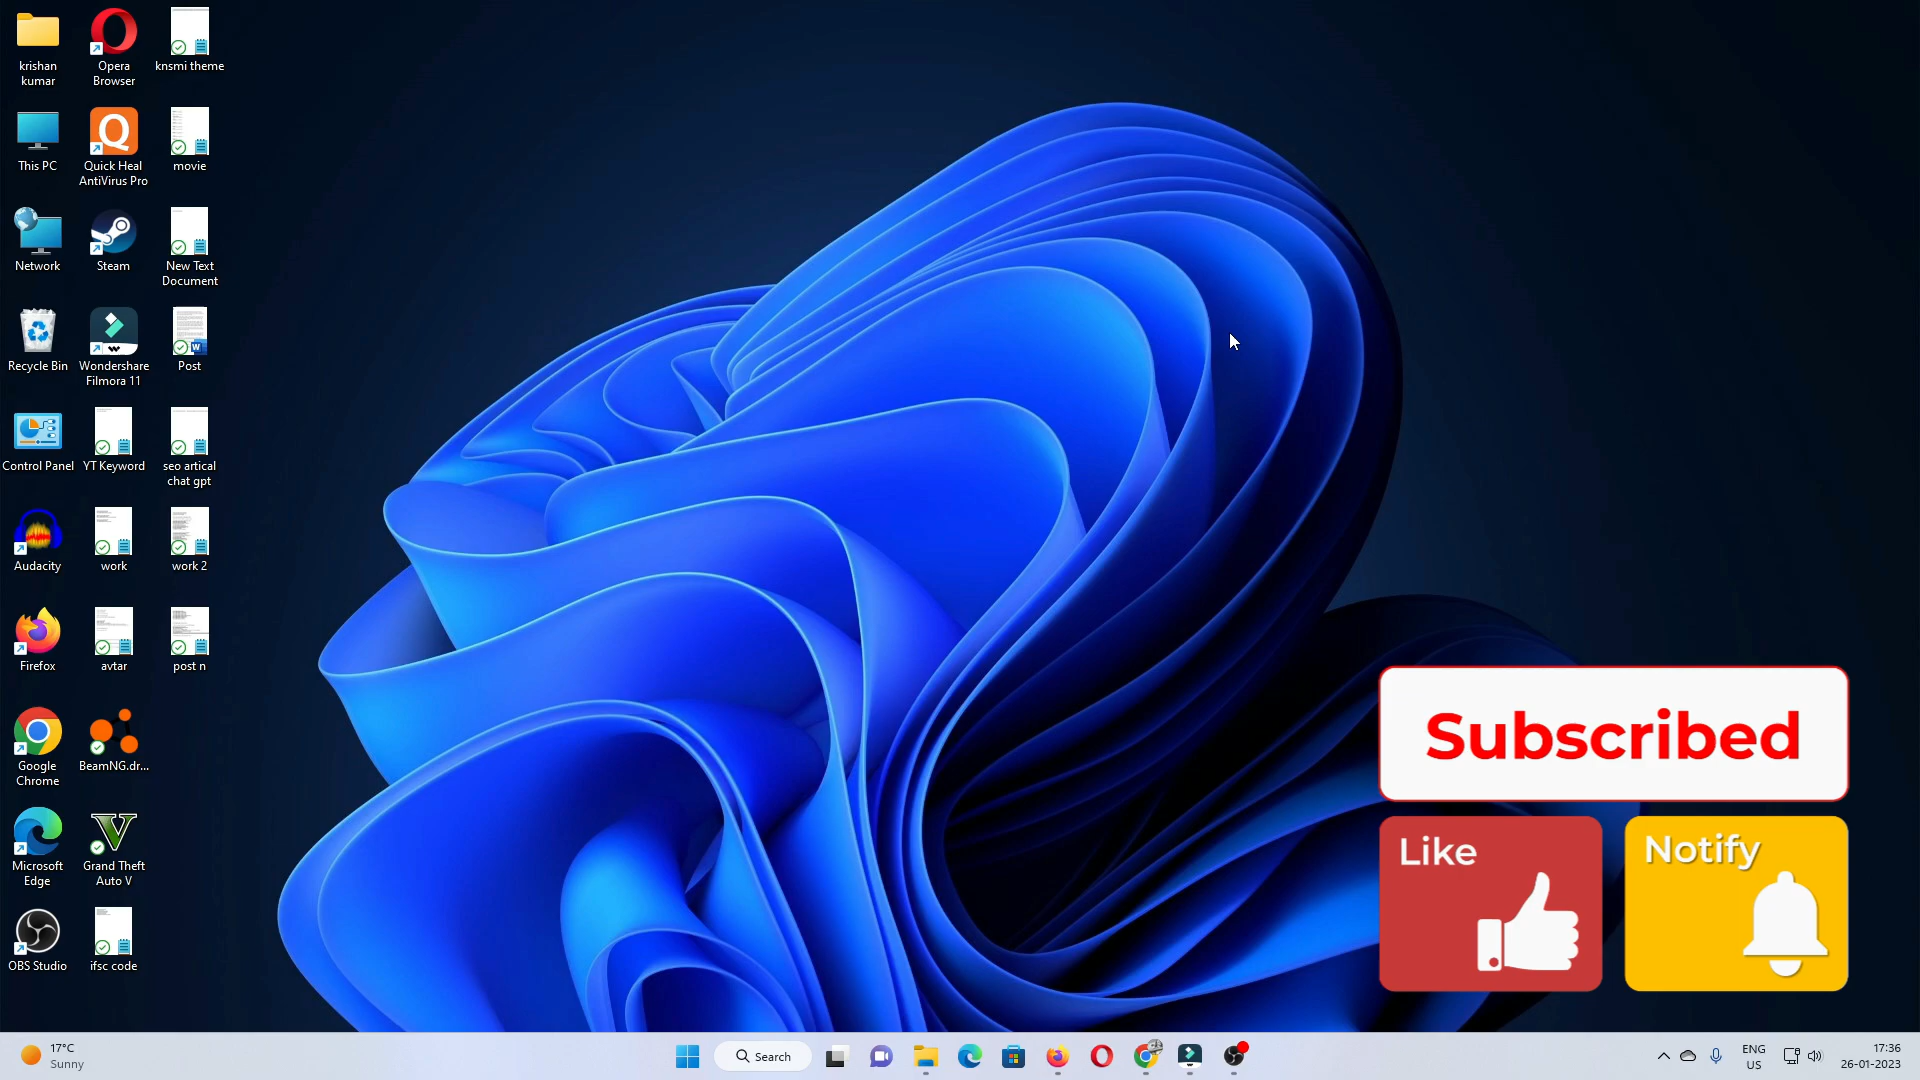 krishan
kumar
Opera
Browser
knsmi theme
This PC
Quick Heal
AntiVirus Pro
movie
Network
Steam
New Text
Document
Recycle Bin
Wondershare
Filmora 11
Post
Control Panel
YT Keyword
seo artical
chat gpt
Audacity
work
work 2
Firefox
avtar
post n
Google
Chrome
BeamNG.dr...
Microsoft
Edge
Grand Theft
Auto V
OBS Studio
ifsc code
Subscribed
Like
Notify
17°C
Sunny
Search
ENG
US
17:36
26-01-2023